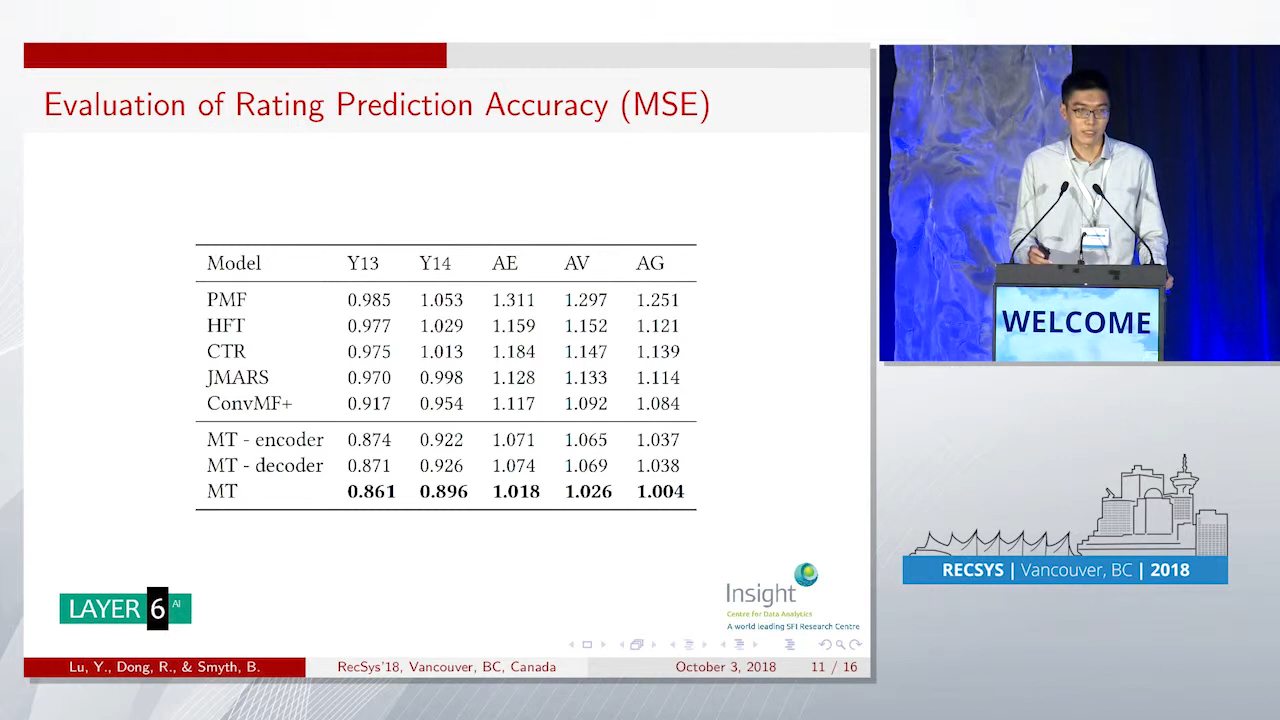 Evaluation of Rating Prediction Accuracy (MSE)
Model Y13 Y14 AE AV AG
PMF 0.985 1.053 1.311 1.297 1.251
HFT 0.977 1.029 1.159 1.152 1.121
CTR 0.975 1.013 1.184 1.147 1.139
JMARS 0.970 0.998 1.128 1.133 1.114
ConvMF+ 0.917 0.954 1.117 1.092 1.084
MT - encoder 0.874 0.922 1.071 1.065 1.037
MT - decoder 0.871 0.926 1.074 1.069 1.038
MT 0.861 0.896 1.018 1.026 1.004
LAYER 6 AI
Insight
Centre for Data Analytics
A world leading SFI Research Centre
Lu, Y., Dong, R., & Smyth, B. RecSys'18, Vancouver, BC, Canada October 3, 2018 11 / 16
WELCOME
RECSYS | Vancouver, BC | 2018